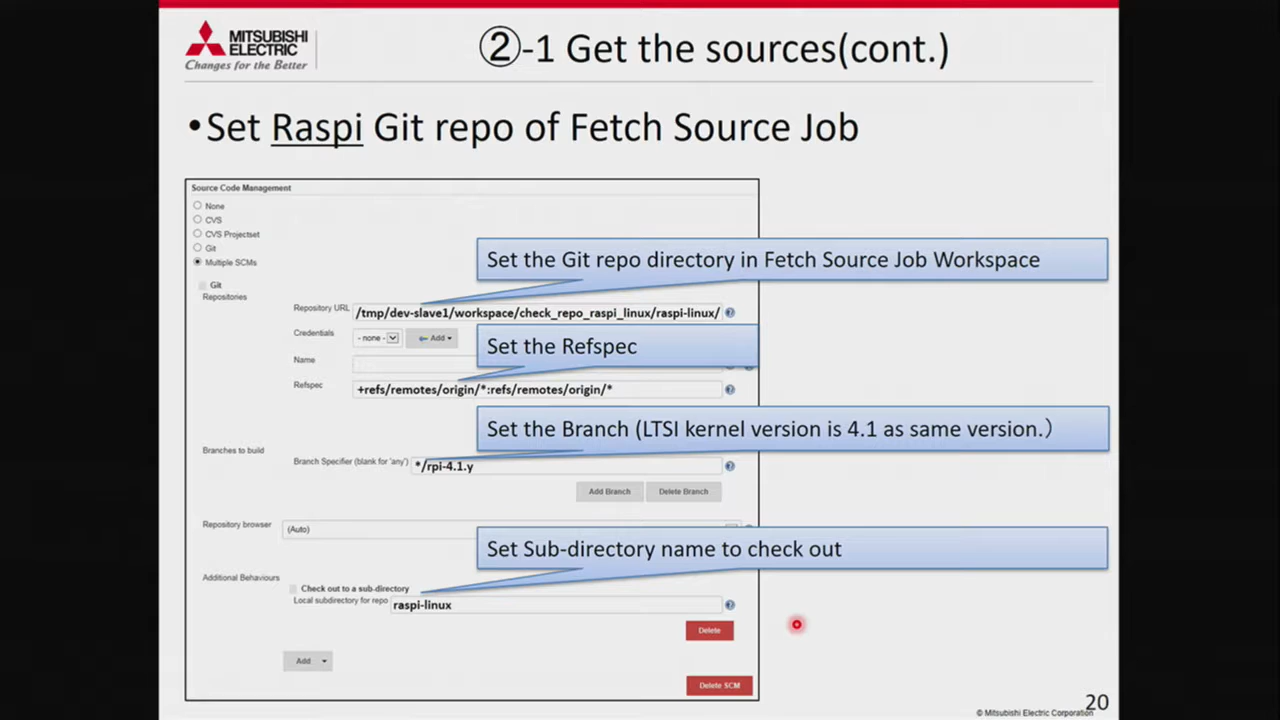 MITSUBISHI
ELECTRIC
Changes for the Better
②-1 Get the sources(cont.)
•Set Raspi Git repo of Fetch Source Job
Source Code Management
None
CVS
CVS Projectset
Git
Multiple SCMs
Git
Repositories
Set the Git repo directory in Fetch Source Job Workspace
Repository URL /tmp/dev-slave1/workspace/check_repo_raspi_linux/raspi-linux/
Credentials - none - Add
Set the Refspec
Name
Refspec +refs/remotes/origin/*:refs/remotes/origin/*
Set the Branch (LTSI kernel version is 4.1 as same version.)
Branches to build
Branch Specifier (blank for 'any') */rpi-4.1.y
Add Branch Delete Branch
Repository browser (Auto)
Set Sub-directory name to check out
Additional Behaviours
Check out to a sub-directory
Local subdirectory for repo raspi-linux
Delete
Add
Delete SCM
20
© Mitsubishi Electric Corporation